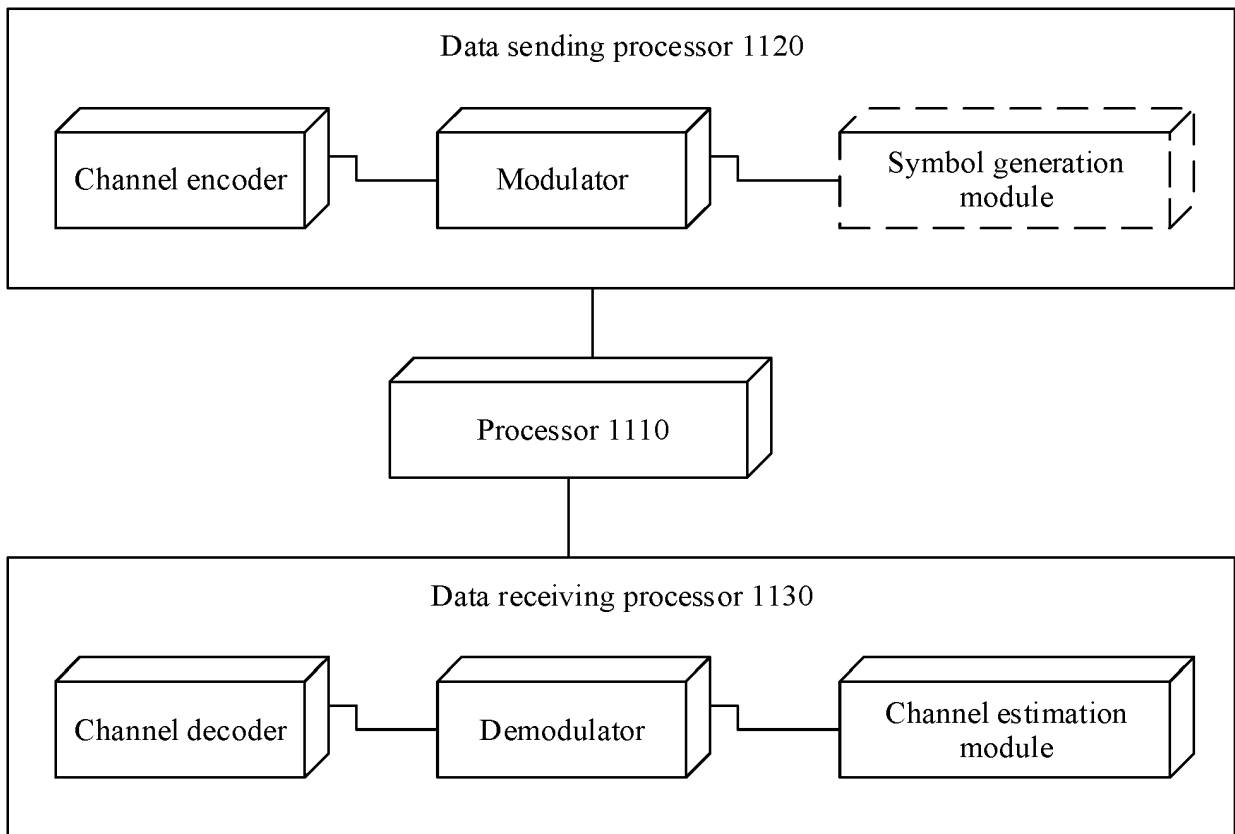 Data sending processor 1120
Channel encoder
Modulator
Symbol generation
module
Processor 1110
Data receiving processor 1130
Channel decoder
Demodulator
Channel estimation
module